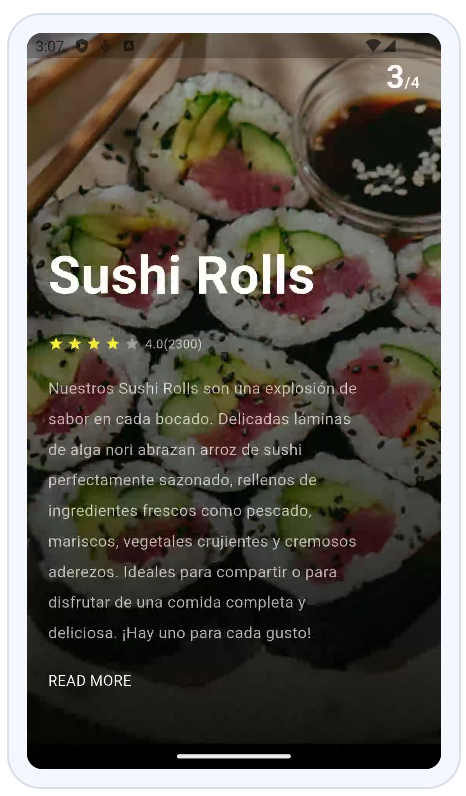 3:07
3/4
Sushi Rolls
4.0(2300)
Nuestros Sushi Rolls son una explosión de
sabor en cada bocado. Delicadas láminas
de alga nori abrazan arroz de sushi
perfectamente sazonado, rellenos de
ingredientes frescos como pescado,
mariscos, vegetales crujientes y cremosos
aderezos. Ideales para compartir o para
disfrutar de una comida completa y
deliciosa. ¡Hay uno para cada gusto!
READ MORE